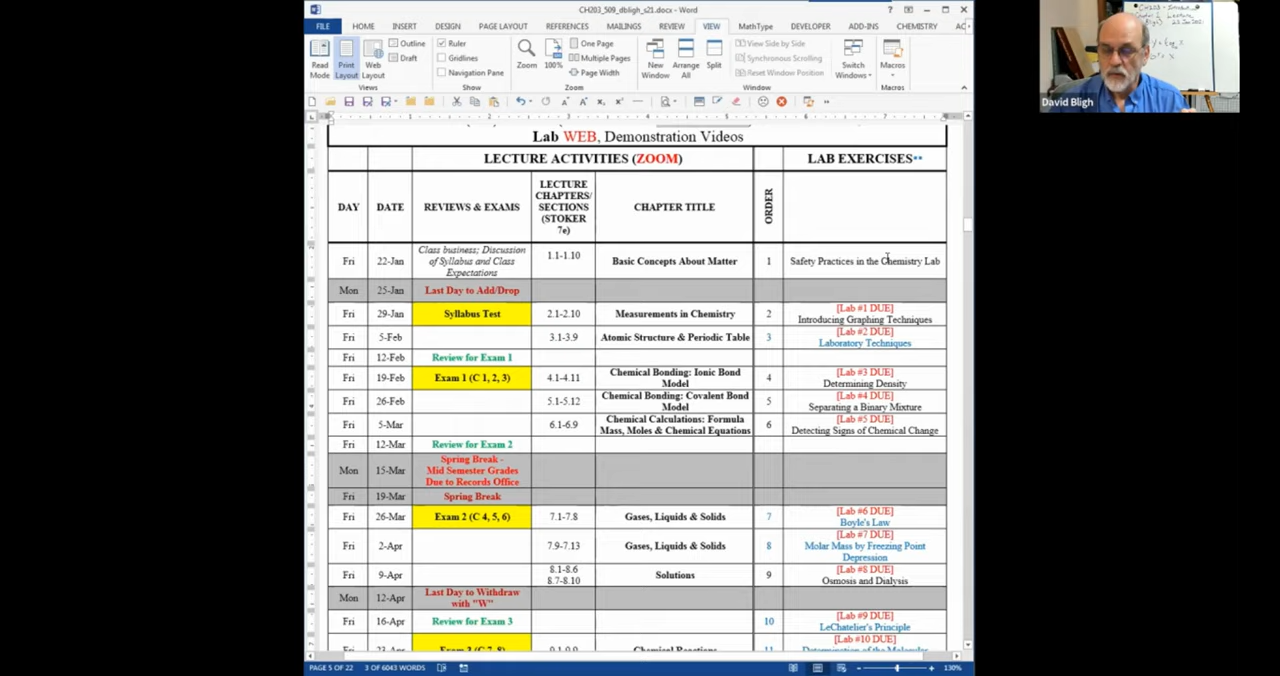 CH203_509_dbligh_s21.docx - Word
FILE HOME INSERT DESIGN PAGE LAYOUT REFERENCES MAILINGS REVIEW VIEW MathType DEVELOPER ADD-INS CHEMISTRY AC
Read Mode
Print Layout
Web Layout
Outline
Draft
Views
Ruler
Gridlines
Navigation Pane
Show
Zoom
100%
One Page
Multiple Pages
Page Width
Zoom
New Window
Arrange All
Split
View Side by Side
Synchronous Scrolling
Reset Window Position
Window
Switch Windows
Macros
Macros
David Bligh
Lab WEB, Demonstration Videos
LECTURE ACTIVITIES (ZOOM) LAB EXERCISES**
DAY DATE REVIEWS & EXAMS LECTURE CHAPTERS/ SECTIONS (STOKER 7e) CHAPTER TITLE ORDER
Fri 22-Jan Class business; Discussion of Syllabus and Class Expectations 1.1-1.10 Basic Concepts About Matter 1 Safety Practices in the Chemistry Lab
Mon 25-Jan Last Day to Add/Drop
Fri 29-Jan Syllabus Test 2.1-2.10 Measurements in Chemistry 2 [Lab #1 DUE] Introducing Graphing Techniques
Fri 5-Feb 3.1-3.9 Atomic Structure & Periodic Table 3 [Lab #2 DUE] Laboratory Techniques
Fri 12-Feb Review for Exam 1
Fri 19-Feb Exam 1 (C 1, 2, 3) 4.1-4.11 Chemical Bonding: Ionic Bond Model 4 [Lab #3 DUE] Determining Density
Fri 26-Feb 5.1-5.12 Chemical Bonding: Covalent Bond Model 5 [Lab #4 DUE] Separating a Binary Mixture
Fri 5-Mar 6.1-6.9 Chemical Calculations: Formula Mass, Moles & Chemical Equations 6 [Lab #5 DUE] Detecting Signs of Chemical Change
Fri 12-Mar Review for Exam 2
Mon 15-Mar Spring Break - Mid Semester Grades Due to Records Office
Fri 19-Mar Spring Break
Fri 26-Mar Exam 2 (C 4, 5, 6) 7.1-7.8 Gases, Liquids & Solids 7 [Lab #6 DUE] Boyle's Law
Fri 2-Apr 7.9-7.13 Gases, Liquids & Solids 8 [Lab #7 DUE] Molar Mass by Freezing Point Depression
Fri 9-Apr 8.1-8.6 8.7-8.10 Solutions 9 [Lab #8 DUE] Osmosis and Dialysis
Mon 12-Apr Last Day to Withdraw with "W"
Fri 16-Apr Review for Exam 3 10 [Lab #9 DUE] LeChatelier's Principle
[Lab #10 DUE]
PAGE 5 OF 22 3 OF 6043 WORDS 130%